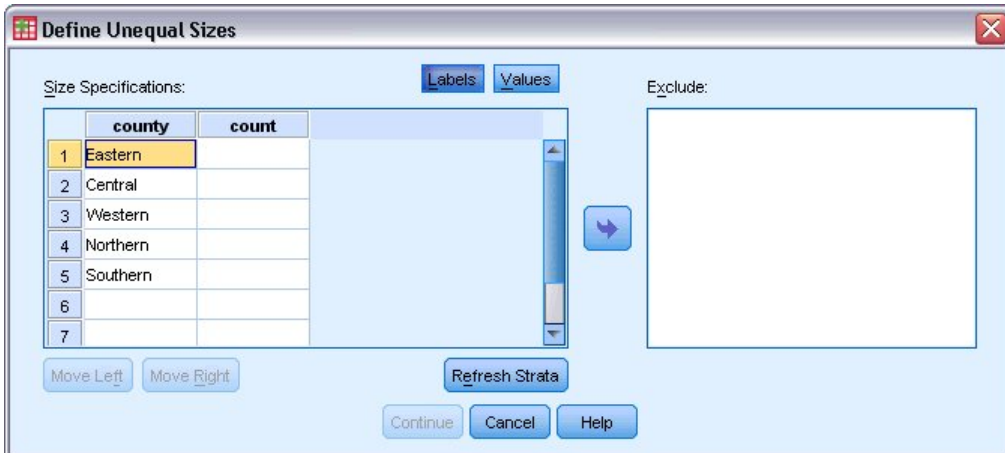 Define Unequal Sizes
Size Specifications:
Labels
Values
Exclude:
county count
1 Eastern
2 Central
3 Western
4 Northern
5 Southern
6
7
Move Left
Move Right
Refresh Strata
Continue
Cancel
Help